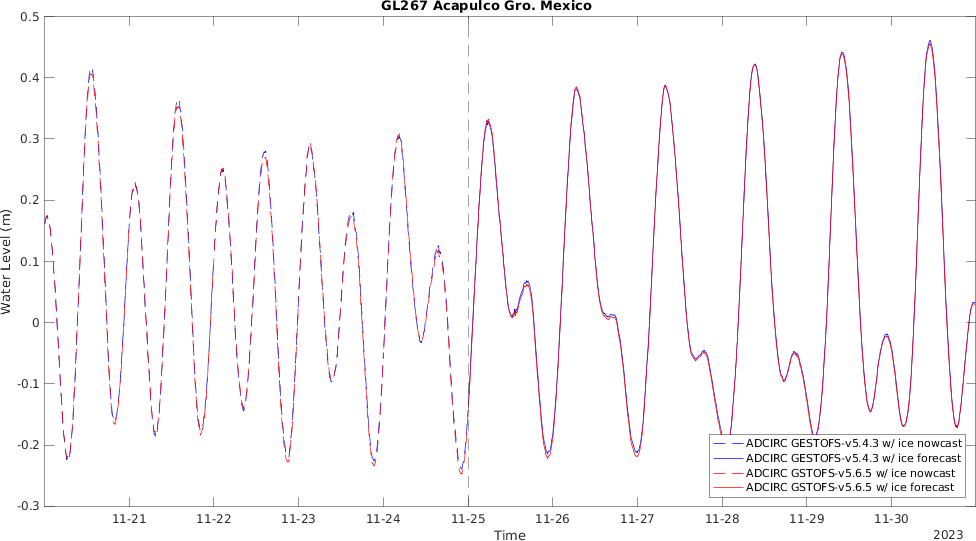 GL267 Acapulco Gro. Mexico
0.5
0.4
0.3
0.2
0.1
0
-0.1
-0.2
-0.3
Water Level (m)
11-21 11-22 11-23 11-24 11-25 11-26 11-27 11-28 11-29 11-30
Time
2023
ADCIRC GESTOFS-v5.4.3 w/ ice nowcast
ADCIRC GESTOFS-v5.4.3 w/ ice forecast
ADCIRC GSTOFS-v5.6.5 w/ ice nowcast
ADCIRC GSTOFS-v5.6.5 w/ ice forecast